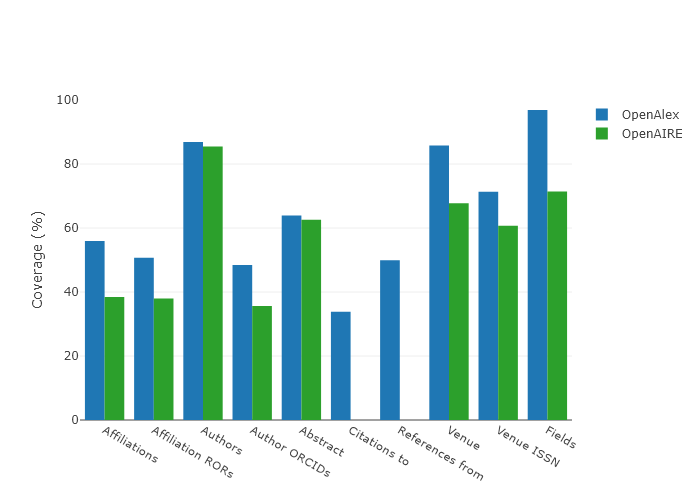 100
80
60
40
20
0
Coverage (%)
Affiliations
Affiliation RORs
Authors
Author ORCIDs
Abstract
Citations to
References from
Venue
Venue ISSN
Fields
OpenAlex
OpenAIRE